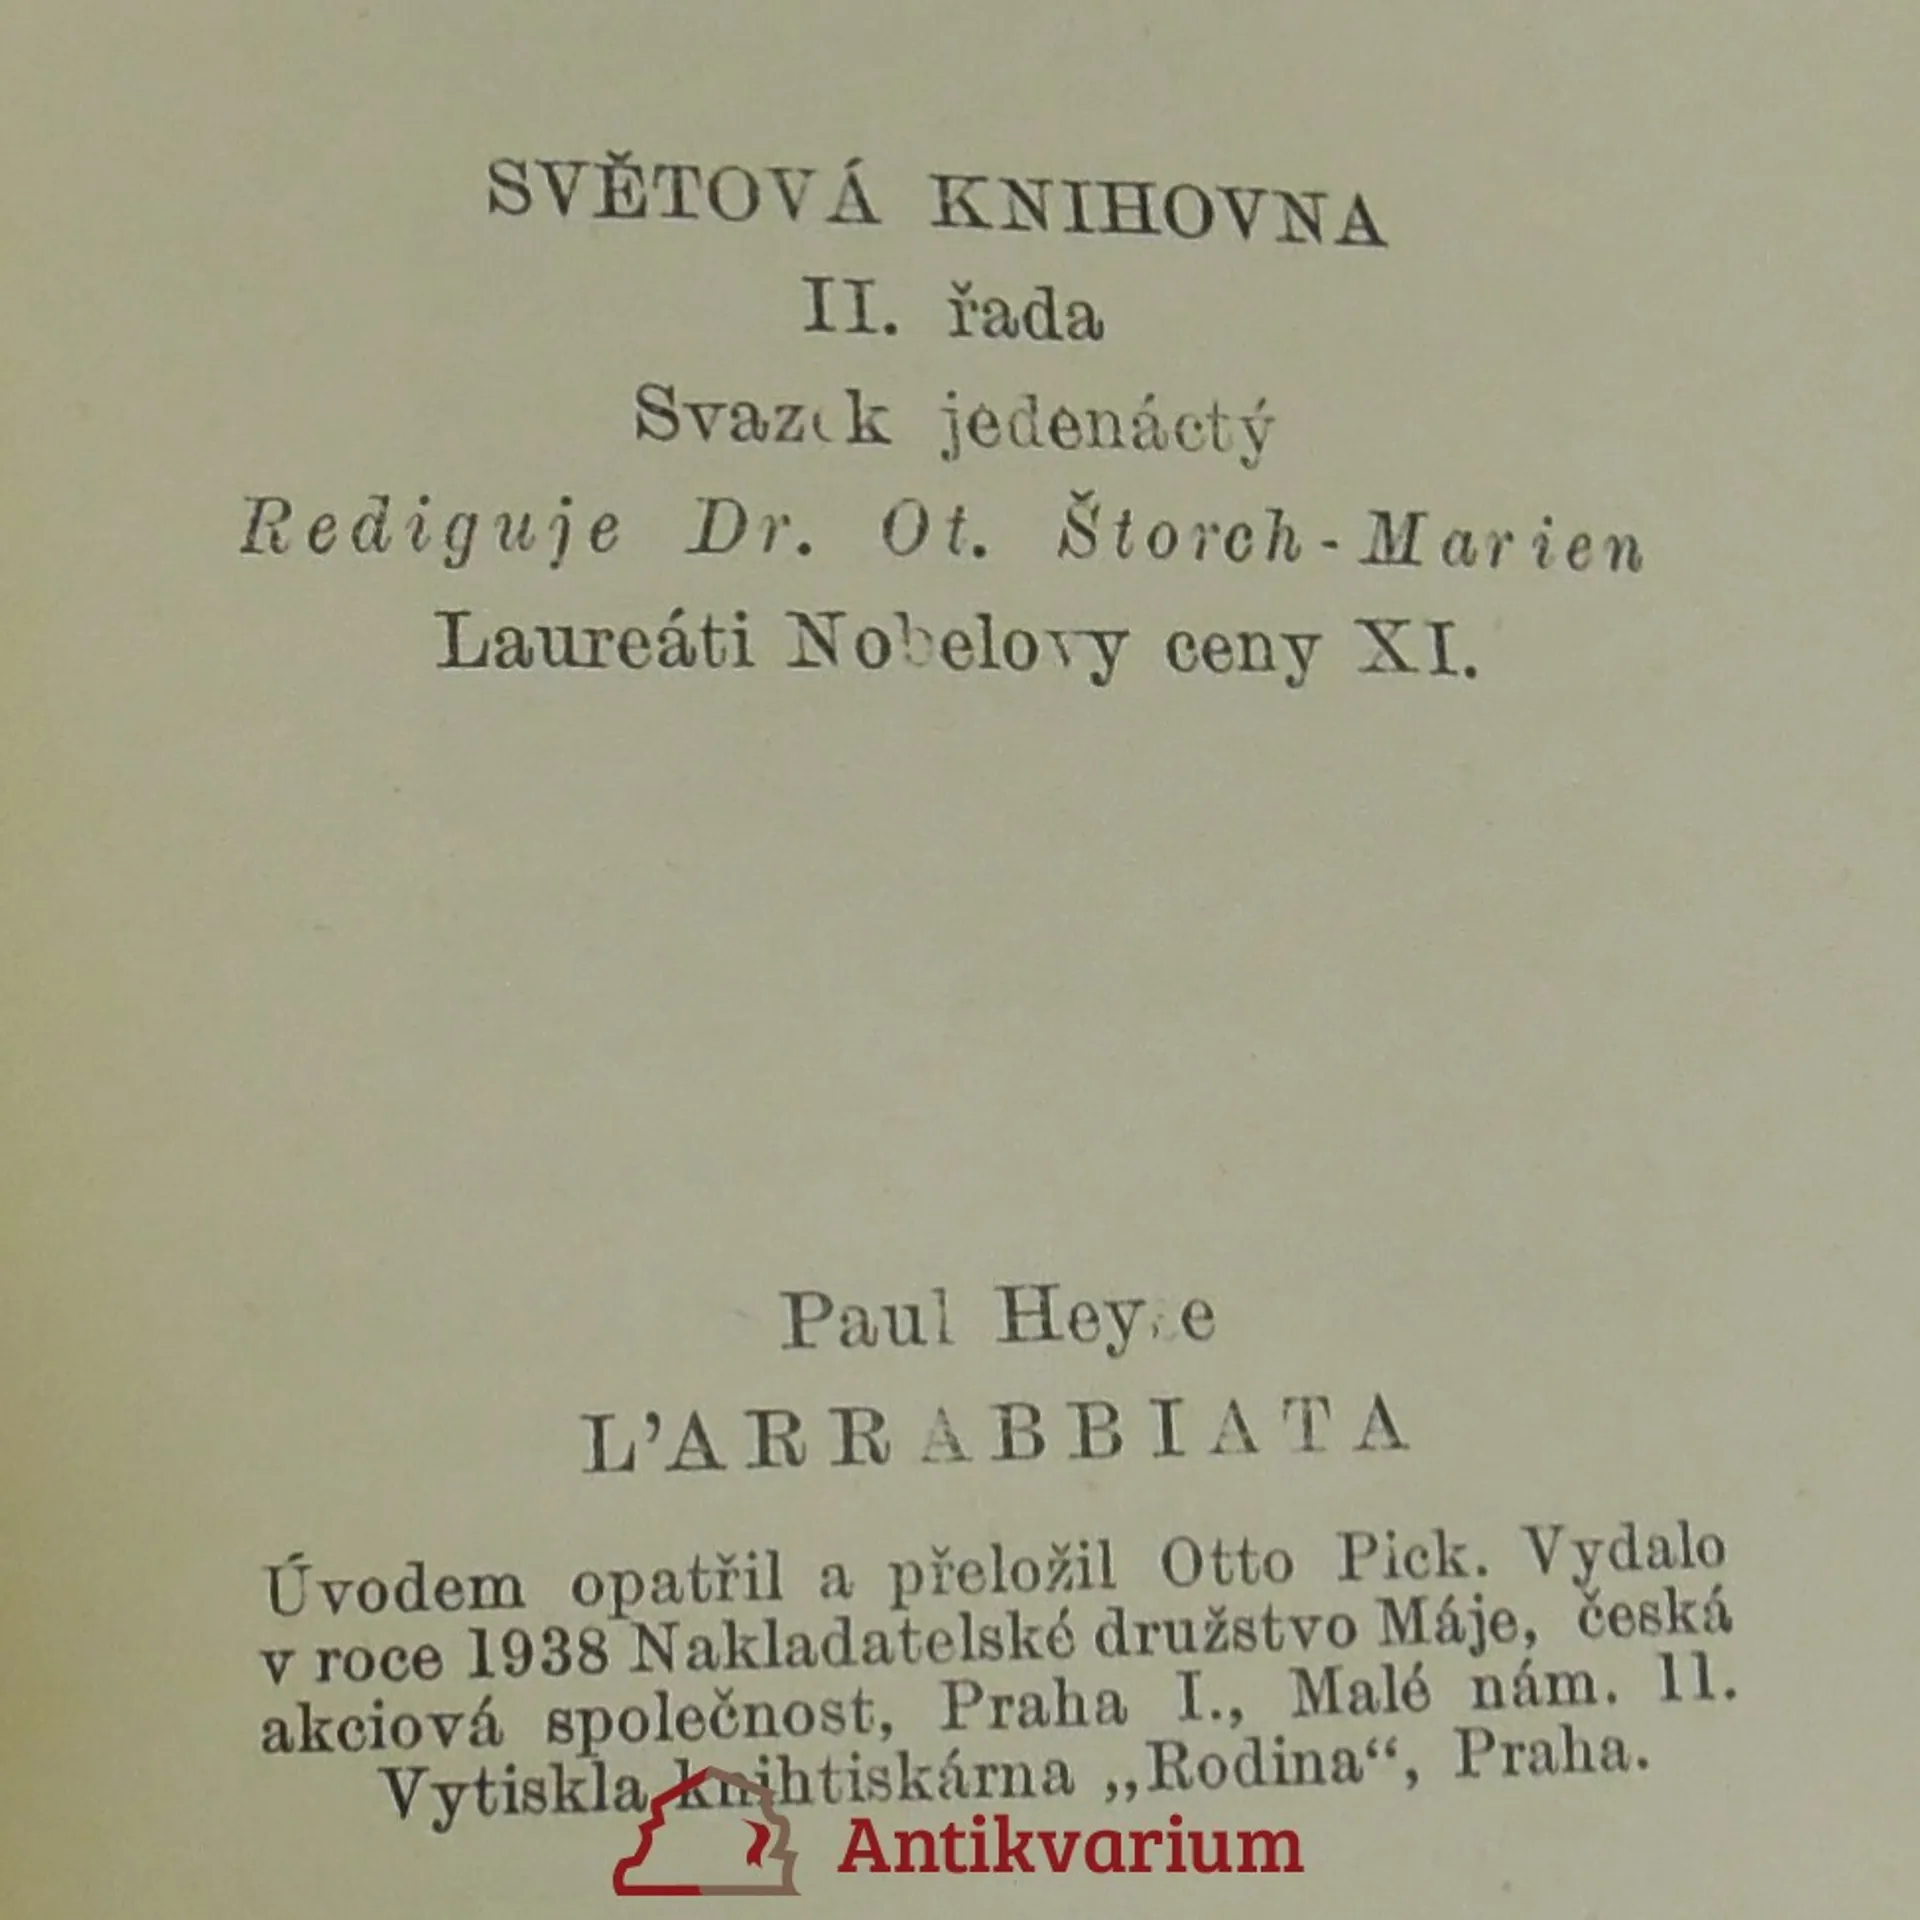 SVĚTOVÁ KNIHOVNA
II. řada
Svazek jedenáctý
Rediguje Dr. Ot. Štorch-Marien
Laureáti Nobelovy ceny XI.
Paul Heyse
L'ARRABBIATA
Úvodem opatřil a přeložil Otto Pick. Vydalo
v roce 1938 Nakladatelské družstvo Máje, česká
akciová společnost, Praha I., Malé nám. 11.
Vytiskla knihtiskárna „Rodina“, Praha.
Antikvarium